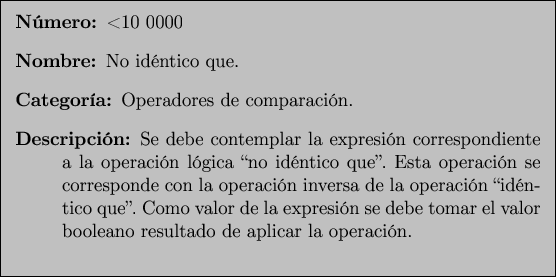 Número: <10 0000
Nombre: No idéntico que.
Categoría: Operadores de comparación.
Descripción: Se debe contemplar la expresión correspondiente
a la operación lógica “no idéntico que”. Esta operación se
corresponde con la operación inversa de la operación “idén-
tico que”. Como valor de la expresión se debe tomar el valor
booleano resultado de aplicar la operación.